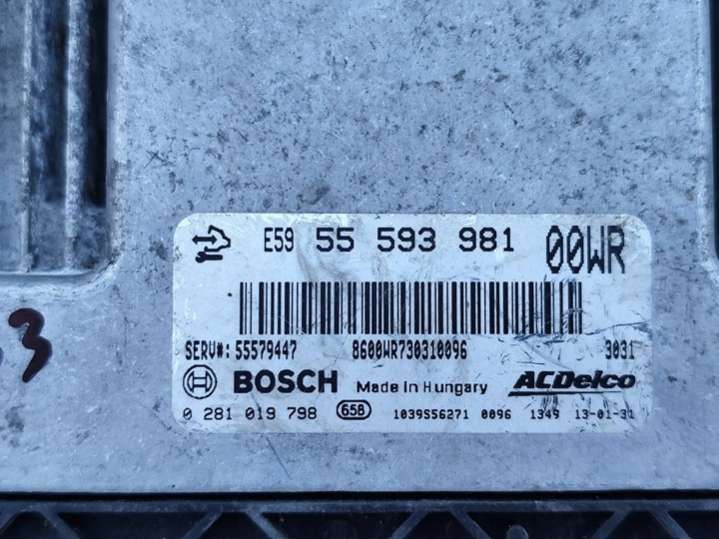 E59 55 593 981 00WR
SERV#: 55579447 8600WR730310096 3031
BOSCH Made in Hungary ACDelco
0 281 019 798 658 1039S56271 0096 1349 13-01-31
3